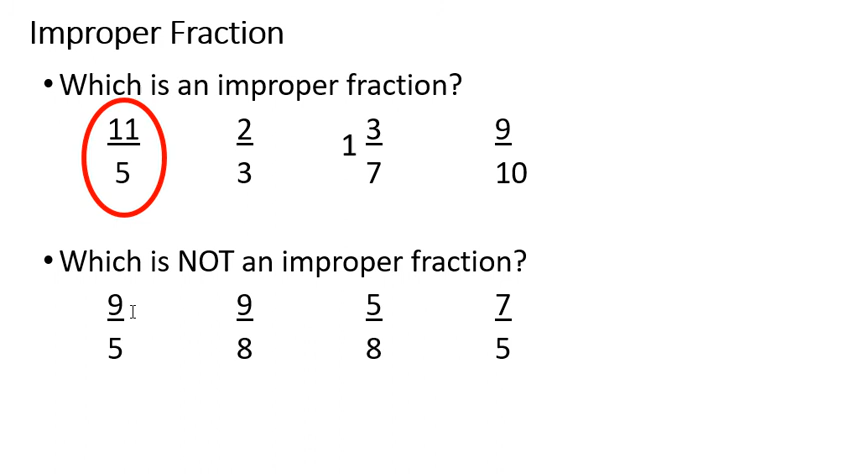 Improper Fraction
• Which is an improper fraction?
11 2 1 3 9
5 3 7 10
• Which is NOT an improper fraction?
9 9 5 7
5 8 8 5